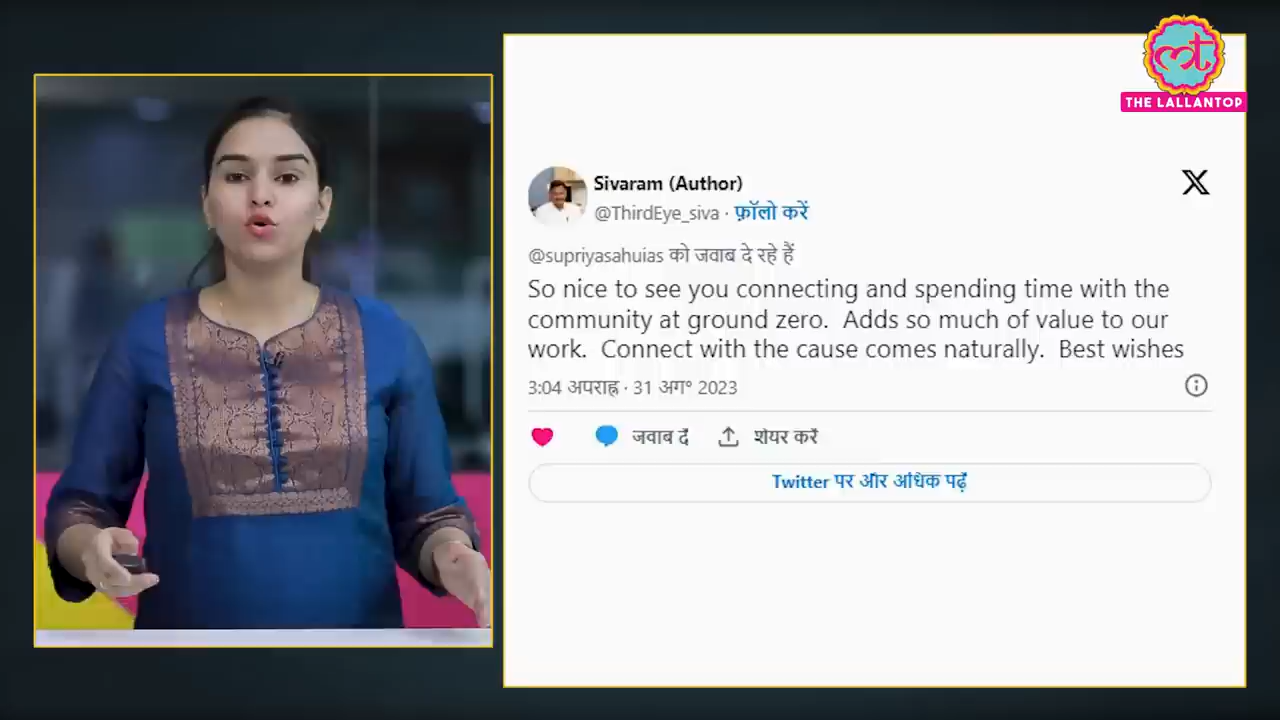 mt
THE LALLANTOP
Sivaram (Author)
@ThirdEye_siva · फ़ॉलो करें
@supriyasahuias को जवाब दे रहे हैं
So nice to see you connecting and spending time with the
community at ground zero.  Adds so much of value to our
work.  Connect with the cause comes naturally.  Best wishes
3:04 अपराह्न · 31 अग॰ 2023
जवाब दें शेयर करें
Twitter पर और अधिक पढ़ें